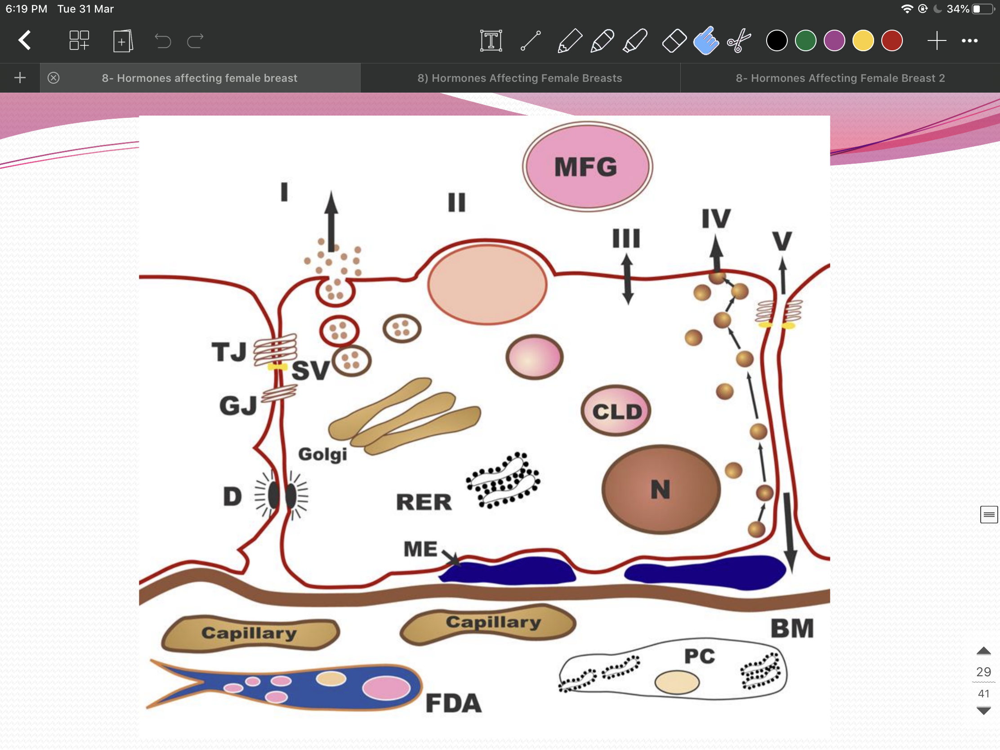 6:19 PM Tue 31 Mar
34%
T
8- Hormones affecting female breast
8) Hormones Affecting Female Breasts
8- Hormones Affecting Female Breast 2
MFG
I
II
IV
III
V
TJ
SV
GJ
CLD
Golgi
N
D
RER
ME
Capillary
Capillary
BM
PC
FDA
29
41